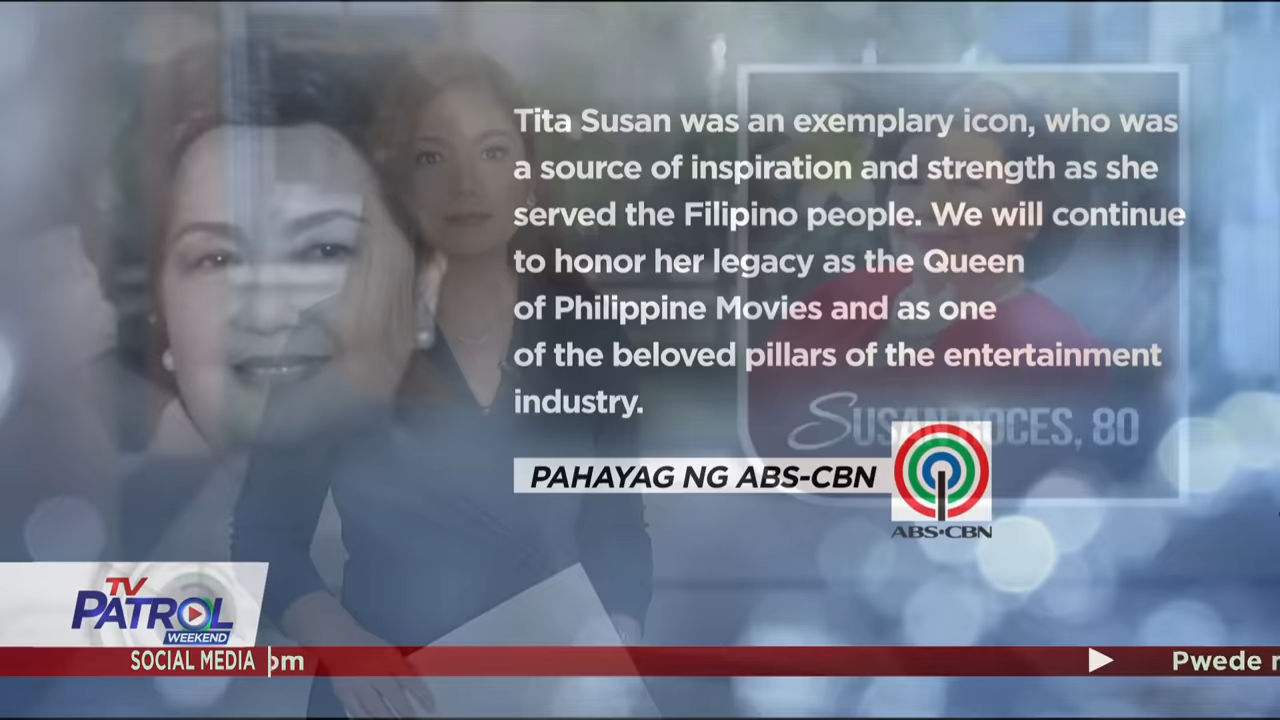 Tita Susan was an exemplary icon, who was
a source of inspiration and strength as she
served the Filipino people. We will continue
to honor her legacy as the Queen
of Philippine Movies and as one
of the beloved pillars of the entertainment
industry.
SUSAN ROCES, 80
PAHAYAG NG ABS-CBN
ABS-CBN
TV
PATROL
WEEKEND
SOCIAL MEDIA
Pwede